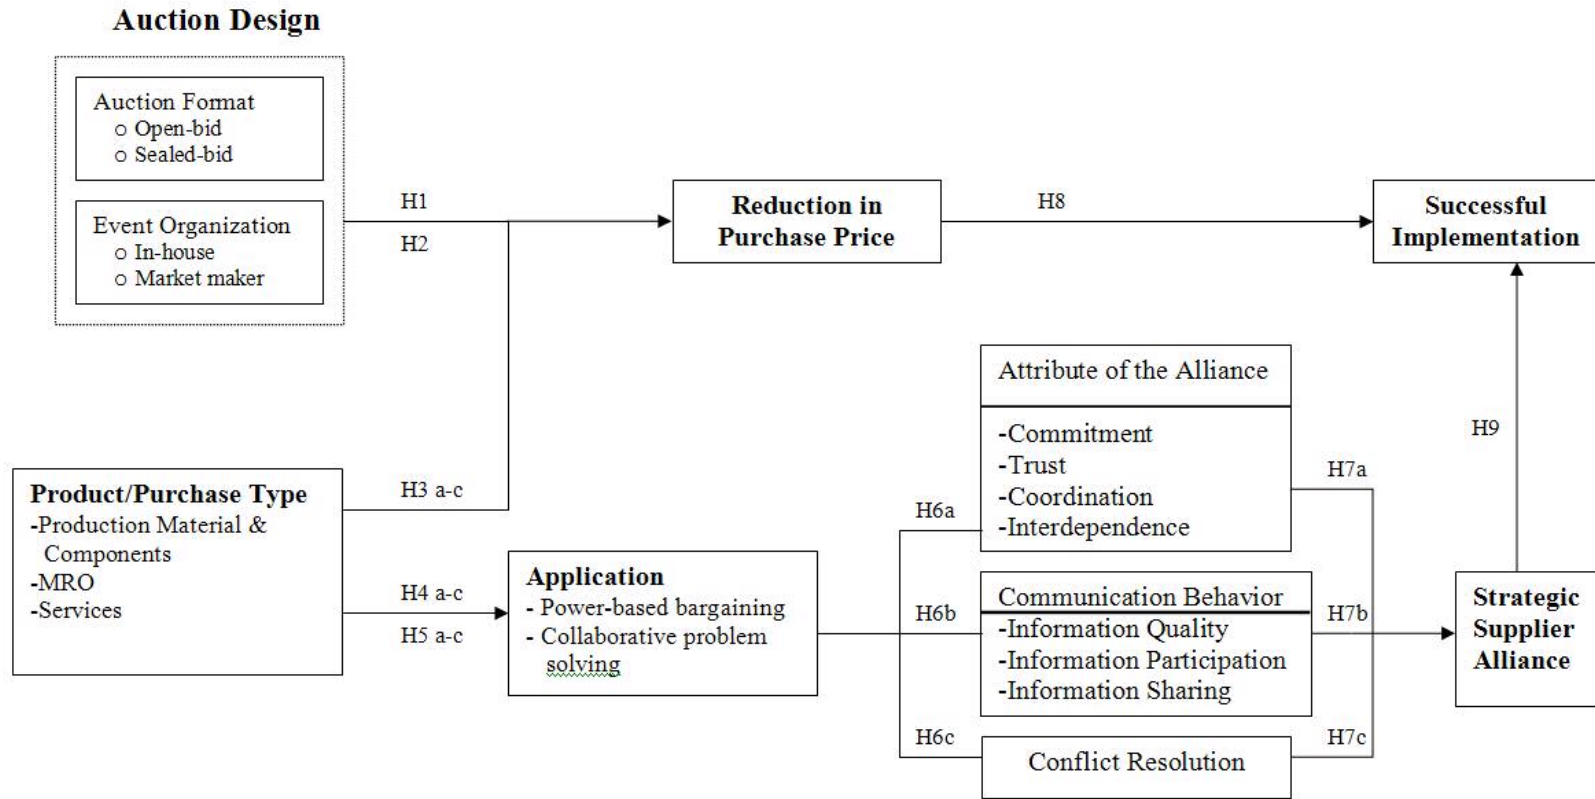 Auction Design
Auction Format
o Open-bid
o Sealed-bid
Event Organization
o In-house
o Market maker
H1
H2
Reduction in
Purchase Price
H8
Successful
Implementation
Product/Purchase Type
-Production Material &
Components
-MRO
-Services
H3 a-c
H4 a-c
H5 a-c
Application
- Power-based bargaining
- Collaborative problem
solving
H6a
H6b
H6c
Attribute of the Alliance
-Commitment
-Trust
-Coordination
-Interdependence
Communication Behavior
-Information Quality
-Information Participation
-Information Sharing
Conflict Resolution
H7a
H7b
H7c
H9
Strategic
Supplier
Alliance